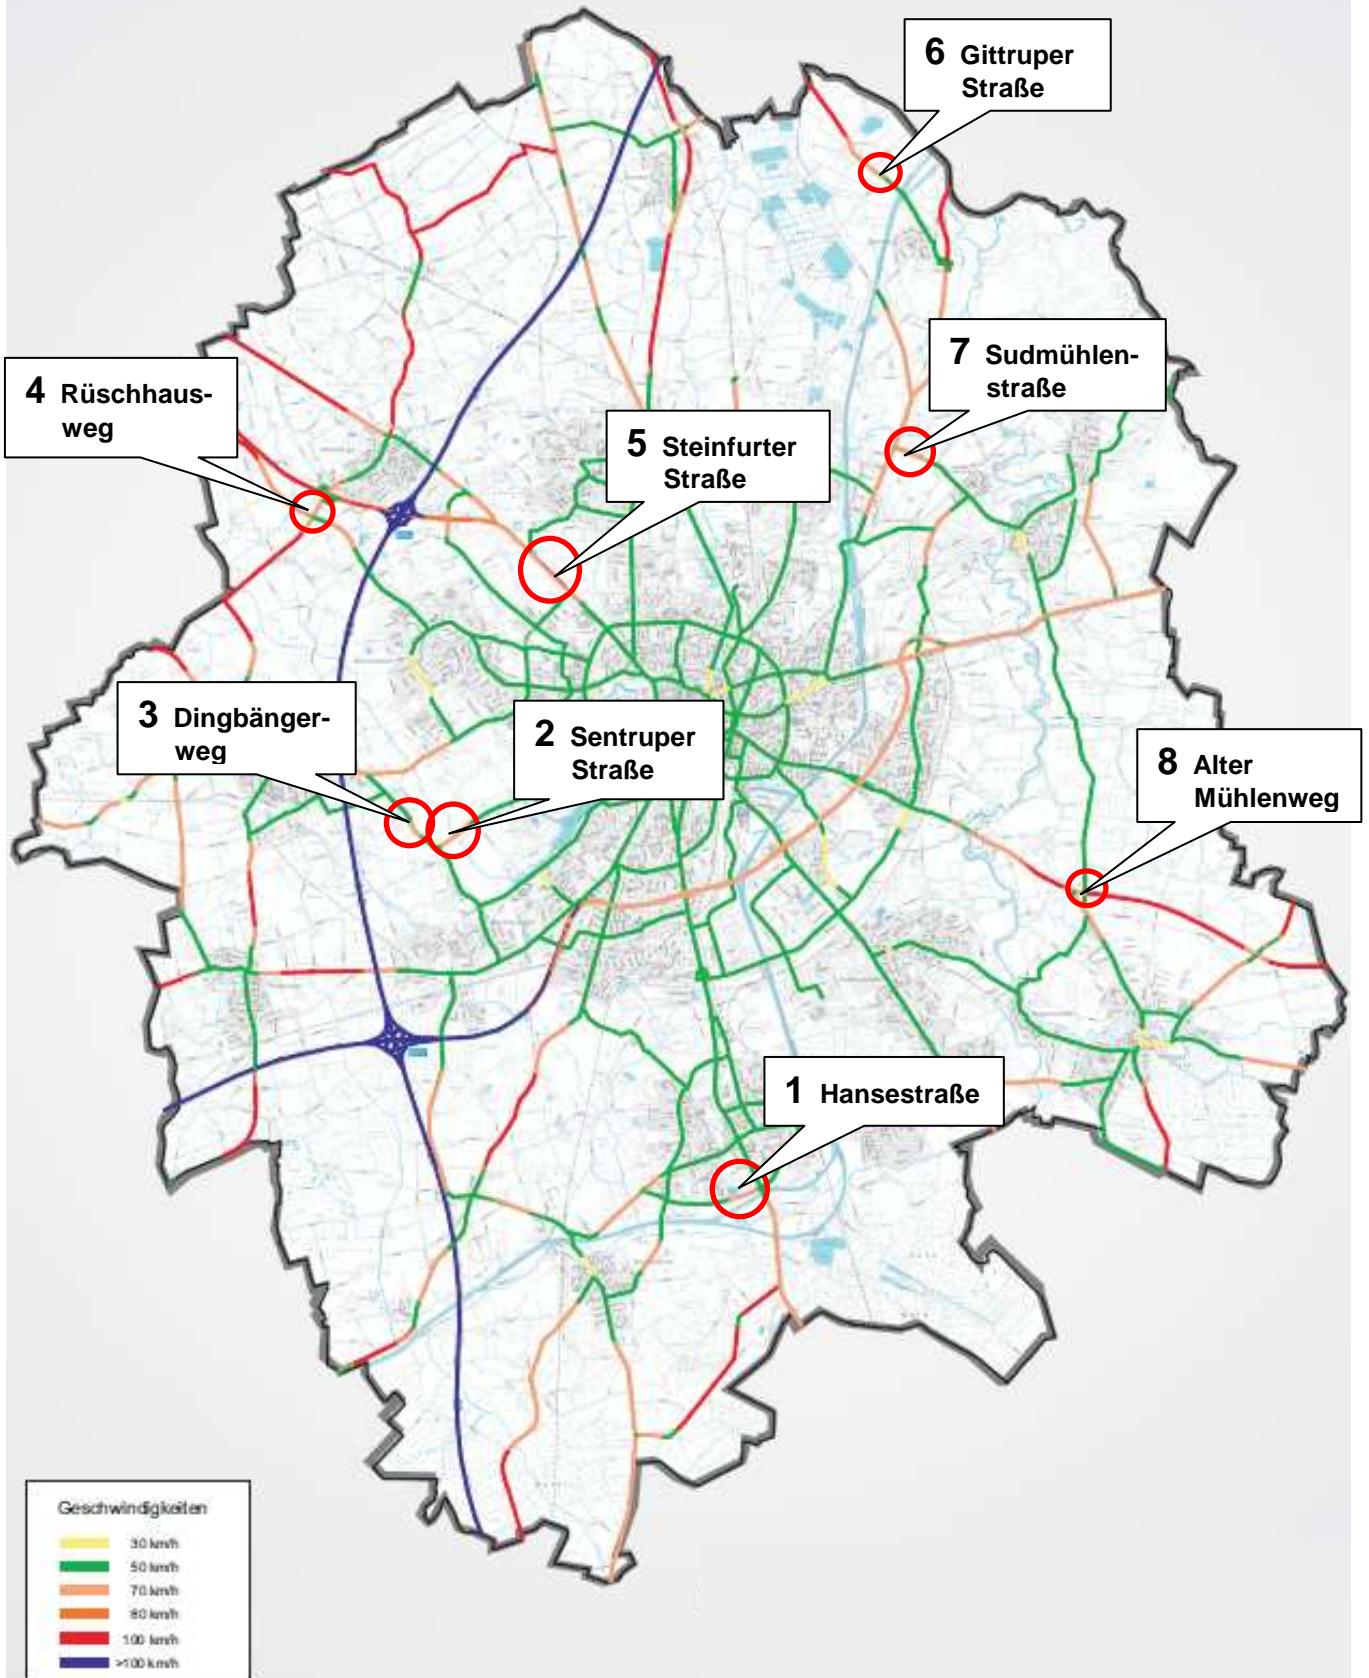 6 Gittruper
Straße
7 Sudmühlen-
straße
4 Rüschhaus-
weg
5 Steinfurter
Straße
3 Dingbänger-
weg
2 Sentruper
Straße
8 Alter
Mühlenweg
1 Hansestraße
Geschwindigkeiten
30 km/h
50 km/h
70 km/h
80 km/h
100 km/h
>100 km/h